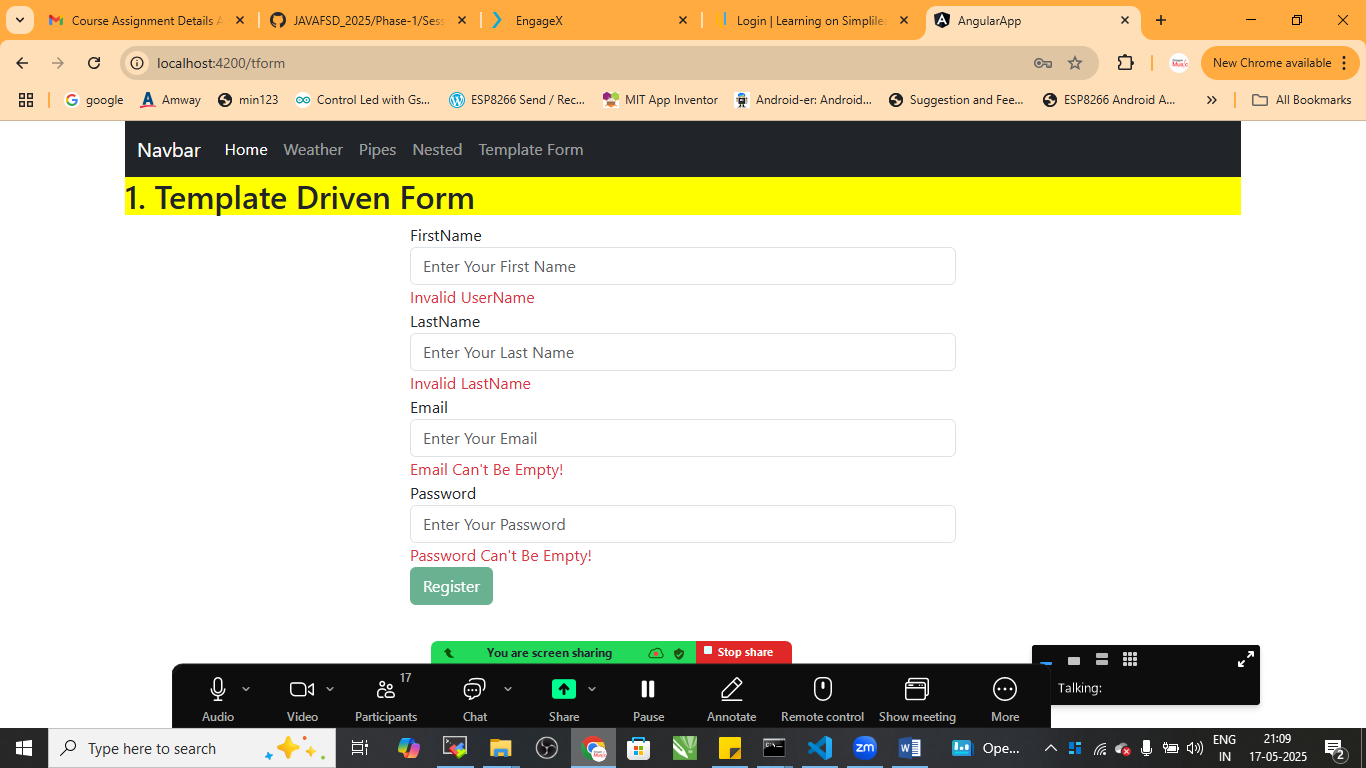 Course Assignment Details A
JAVAFSD_2025/Phase-1/Sess
EngageX
Login | Learning on Simplilea
AngularApp
localhost:4200/tform
New Chrome available
google
Amway
min123
Control Led with Gs...
ESP8266 Send / Rec...
MIT App Inventor
Android-er: Android...
Suggestion and Fee...
ESP8266 Android A...
All Bookmarks
Navbar Home Weather Pipes Nested Template Form
1. Template Driven Form
FirstName
Enter Your First Name
Invalid UserName
LastName
Enter Your Last Name
Invalid LastName
Email
Enter Your Email
Email Can't Be Empty!
Password
Enter Your Password
Password Can't Be Empty!
Register
You are screen sharing
Stop share
Talking:
17
Audio
Video
Participants
Chat
Share
Pause
Annotate
Remote control
Show meeting
More
Type here to search
zm
Ope...
ENG
IN
21:09
17-05-2025
2